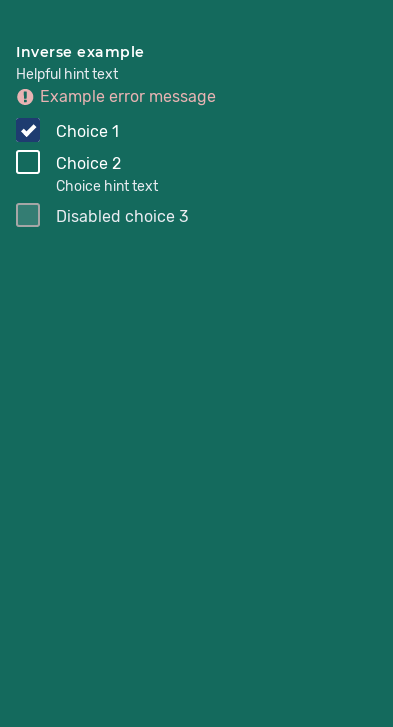 Inverse example
Helpful hint text
Example error message
Choice 1
Choice 2
Choice hint text
Disabled choice 3